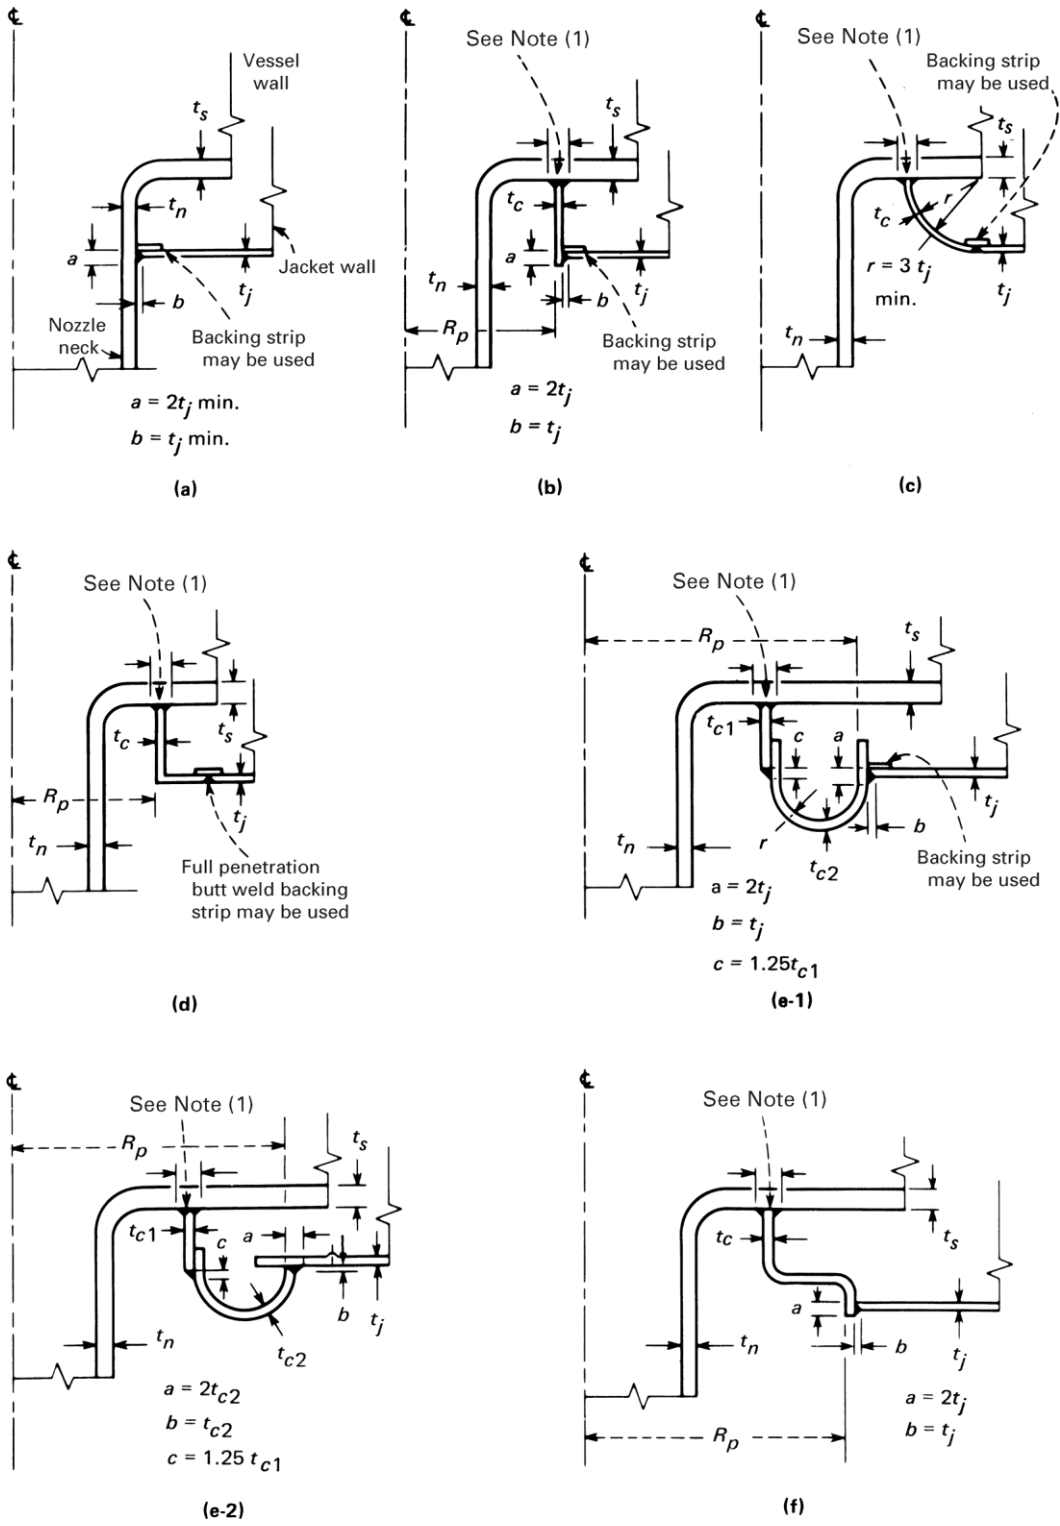 ℄
Vessel
wall
t_s
t_n
a
Jacket wall
t_j
b
Nozzle
neck
Backing strip
may be used
a = 2t_j min.
b = t_j min.
(a)
℄
See Note (1)
t_s
t_c
a
t_n
t_j
b
R_p
Backing strip
may be used
a = 2t_j
b = t_j
(b)
℄
See Note (1)
Backing strip
may be used
t_s
t_c
r
r = 3 t_j
min.
t_j
t_n
(c)
℄
See Note (1)
t_c
t_s
R_p
t_j
t_n
Full penetration
butt weld backing
strip may be used
(d)
℄
See Note (1)
R_p
t_s
t_c1
c
a
t_j
r
b
t_n
t_c2
Backing strip
may be used
a = 2t_j
b = t_j
c = 1.25t_c1
(e-1)
℄
See Note (1)
R_p
t_s
t_c1
c
a
b
t_j
t_n
t_c2
a = 2t_c2
b = t_c2
c = 1.25 t_c1
(e-2)
℄
See Note (1)
t_c
t_s
a
t_n
b
t_j
R_p
a = 2t_j
b = t_j
(f)